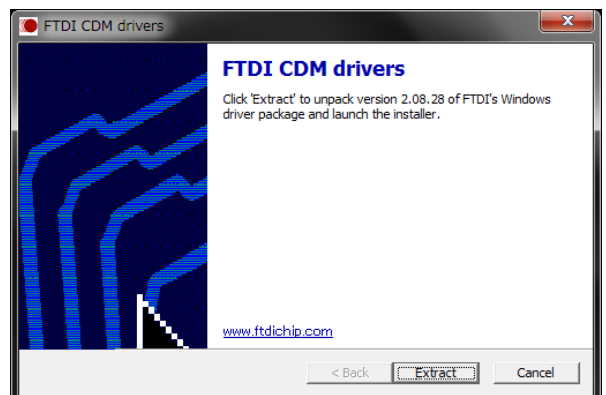 FTDI CDM drivers
FTDI CDM drivers
Click 'Extract' to unpack version 2.08.28 of FTDI's Windows
driver package and launch the installer.
www.ftdichip.com
< Back Extract Cancel